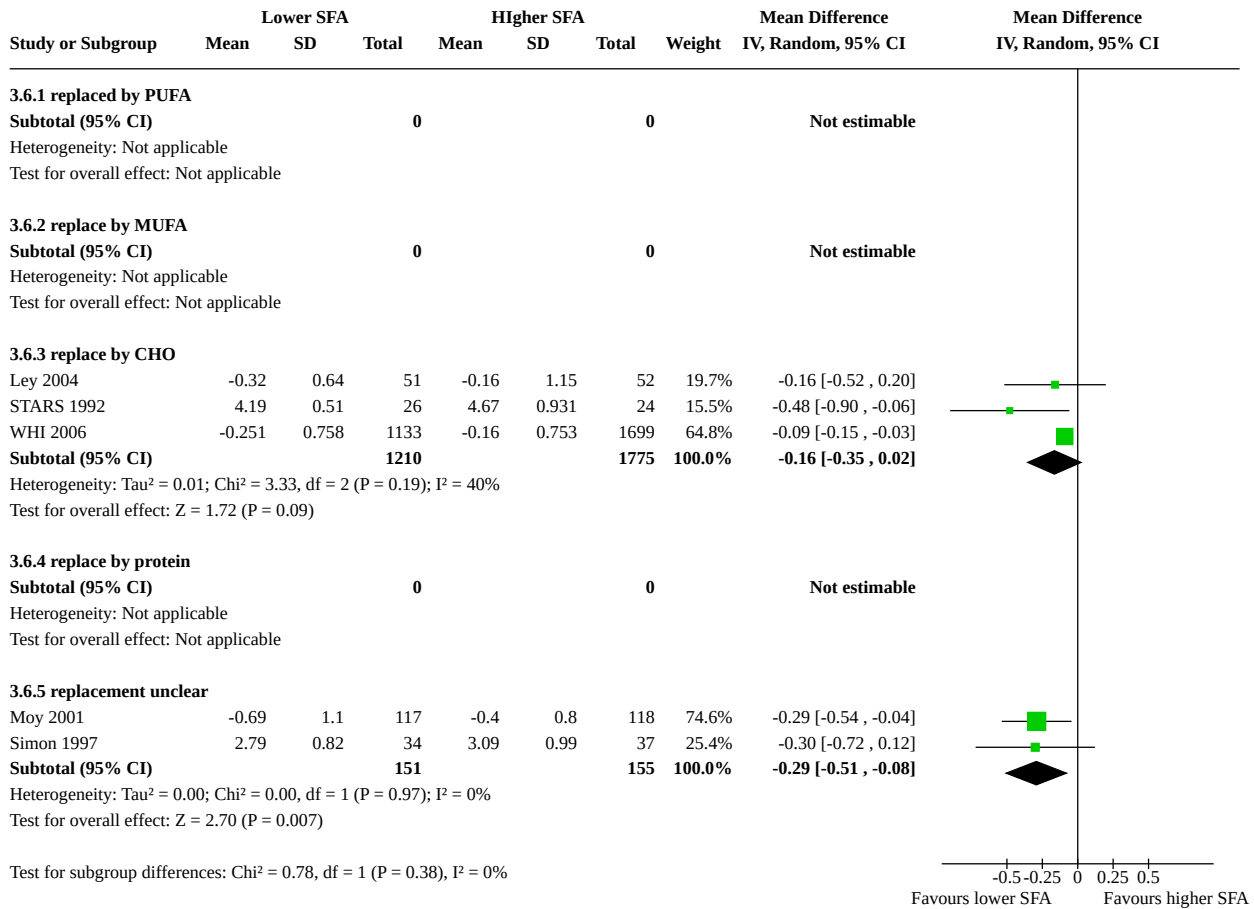 Lower SFA HIgher SFA Mean Difference Mean Difference
Study or Subgroup Mean SD Total Mean SD Total Weight IV, Random, 95% CI IV, Random, 95% CI
3.6.1 replaced by PUFA
Subtotal (95% CI) 0 0 Not estimable
Heterogeneity: Not applicable
Test for overall effect: Not applicable
3.6.2 replace by MUFA
Subtotal (95% CI) 0 0 Not estimable
Heterogeneity: Not applicable
Test for overall effect: Not applicable
3.6.3 replace by CHO
Ley 2004 -0.32 0.64 51 -0.16 1.15 52 19.7% -0.16 [-0.52 , 0.20]
STARS 1992 4.19 0.51 26 4.67 0.931 24 15.5% -0.48 [-0.90 , -0.06]
WHI 2006 -0.251 0.758 1133 -0.16 0.753 1699 64.8% -0.09 [-0.15 , -0.03]
Subtotal (95% CI) 1210 1775 100.0% -0.16 [-0.35 , 0.02]
Heterogeneity: Tau² = 0.01; Chi² = 3.33, df = 2 (P = 0.19); I² = 40%
Test for overall effect: Z = 1.72 (P = 0.09)
3.6.4 replace by protein
Subtotal (95% CI) 0 0 Not estimable
Heterogeneity: Not applicable
Test for overall effect: Not applicable
3.6.5 replacement unclear
Moy 2001 -0.69 1.1 117 -0.4 0.8 118 74.6% -0.29 [-0.54 , -0.04]
Simon 1997 2.79 0.82 34 3.09 0.99 37 25.4% -0.30 [-0.72 , 0.12]
Subtotal (95% CI) 151 155 100.0% -0.29 [-0.51 , -0.08]
Heterogeneity: Tau² = 0.00; Chi² = 0.00, df = 1 (P = 0.97); I² = 0%
Test for overall effect: Z = 2.70 (P = 0.007)
Test for subgroup differences: Chi² = 0.78, df = 1 (P = 0.38), I² = 0%
-0.5 -0.25 0 0.25 0.5
Favours lower SFA Favours higher SFA